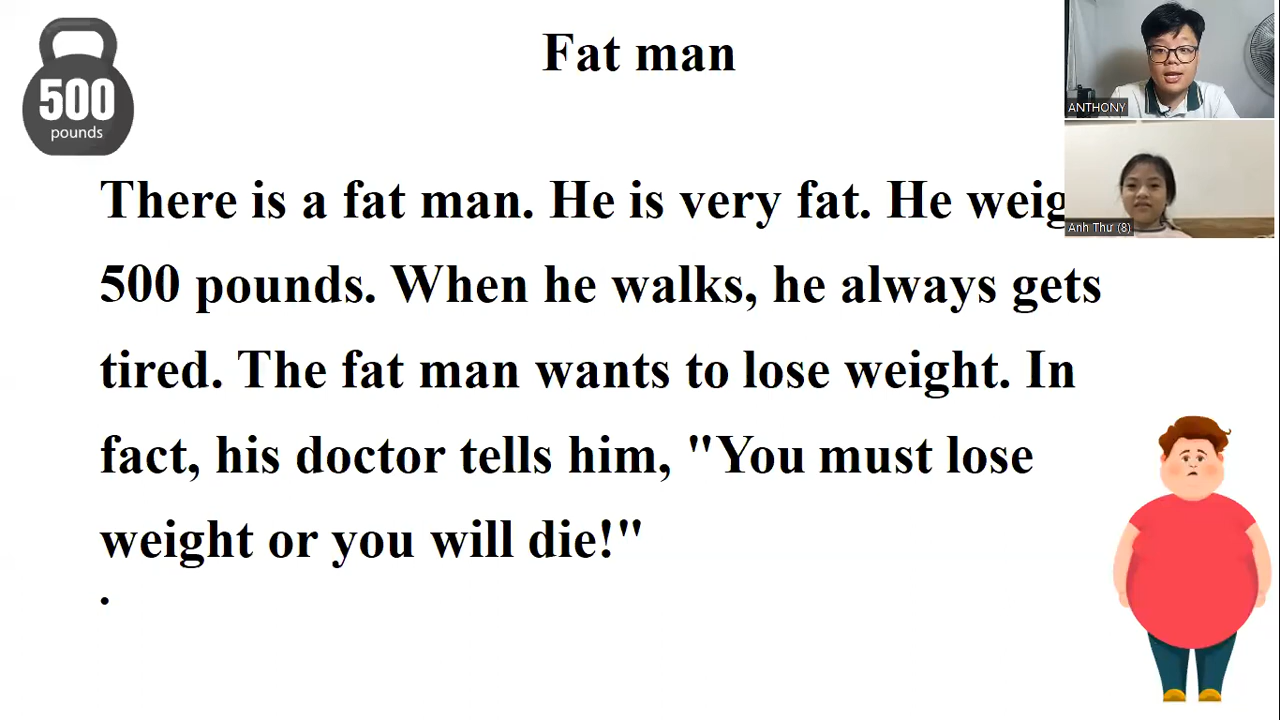 500
pounds
Fat man
ANTHONY
Anh Thư (8)
There is a fat man. He is very fat. He
500 pounds. When he walks, he always gets
tired. The fat man wants to lose weight. In
fact, his doctor tells him, "You must lose
weight or you will die!"
.